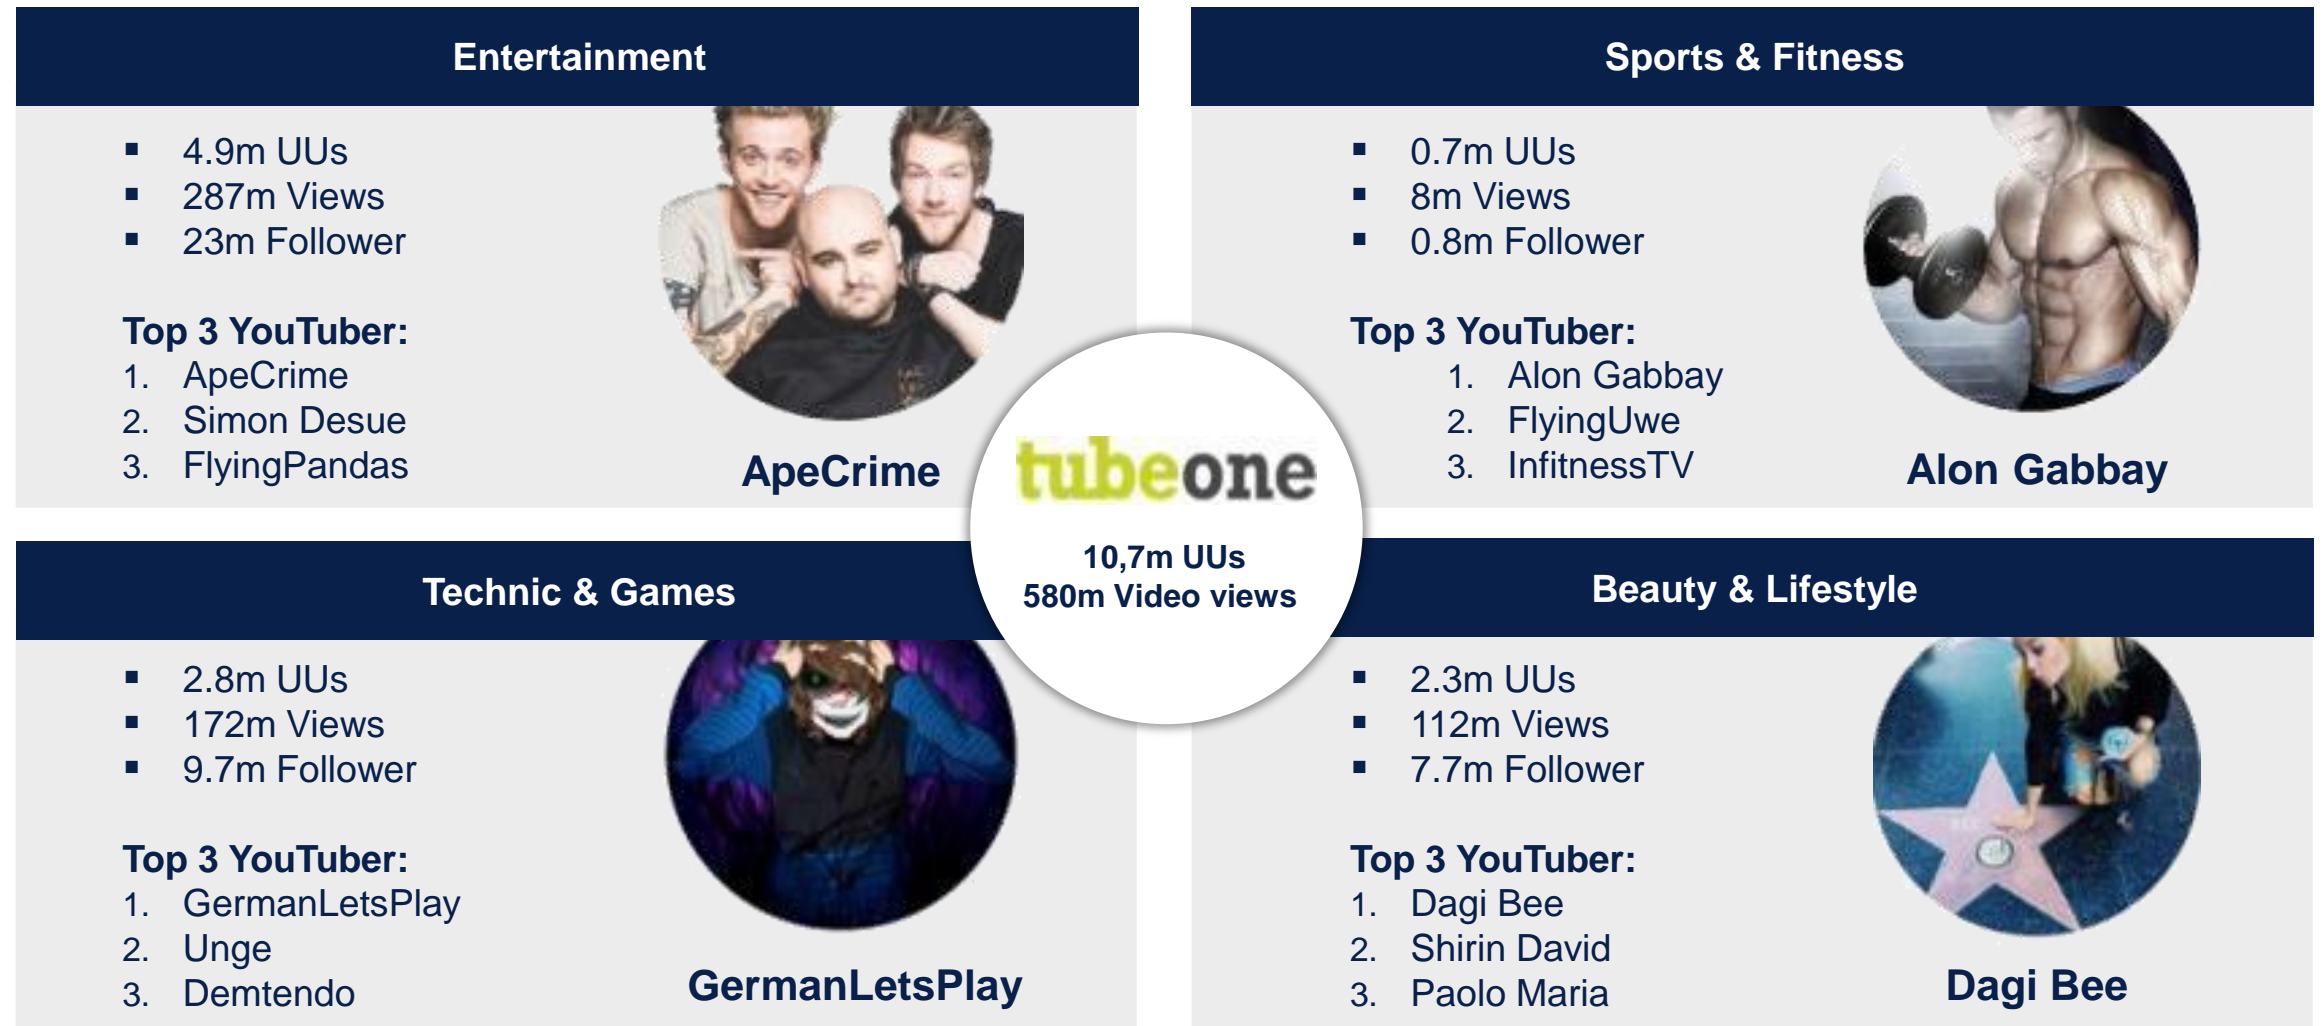 Entertainment
▪ 4.9m UUs
▪ 287m Views
▪ 23m Follower
Top 3 YouTuber:
1. ApeCrime
2. Simon Desue
3. FlyingPandas
ApeCrime
Sports & Fitness
▪ 0.7m UUs
▪ 8m Views
▪ 0.8m Follower
Top 3 YouTuber:
1. Alon Gabbay
2. FlyingUwe
3. InfitnessTV
Alon Gabbay
tubeone
10,7m UUs
580m Video views
Technic & Games
▪ 2.8m UUs
▪ 172m Views
▪ 9.7m Follower
Top 3 YouTuber:
1. GermanLetsPlay
2. Unge
3. Demtendo
GermanLetsPlay
Beauty & Lifestyle
▪ 2.3m UUs
▪ 112m Views
▪ 7.7m Follower
Top 3 YouTuber:
1. Dagi Bee
2. Shirin David
3. Paolo Maria
Dagi Bee